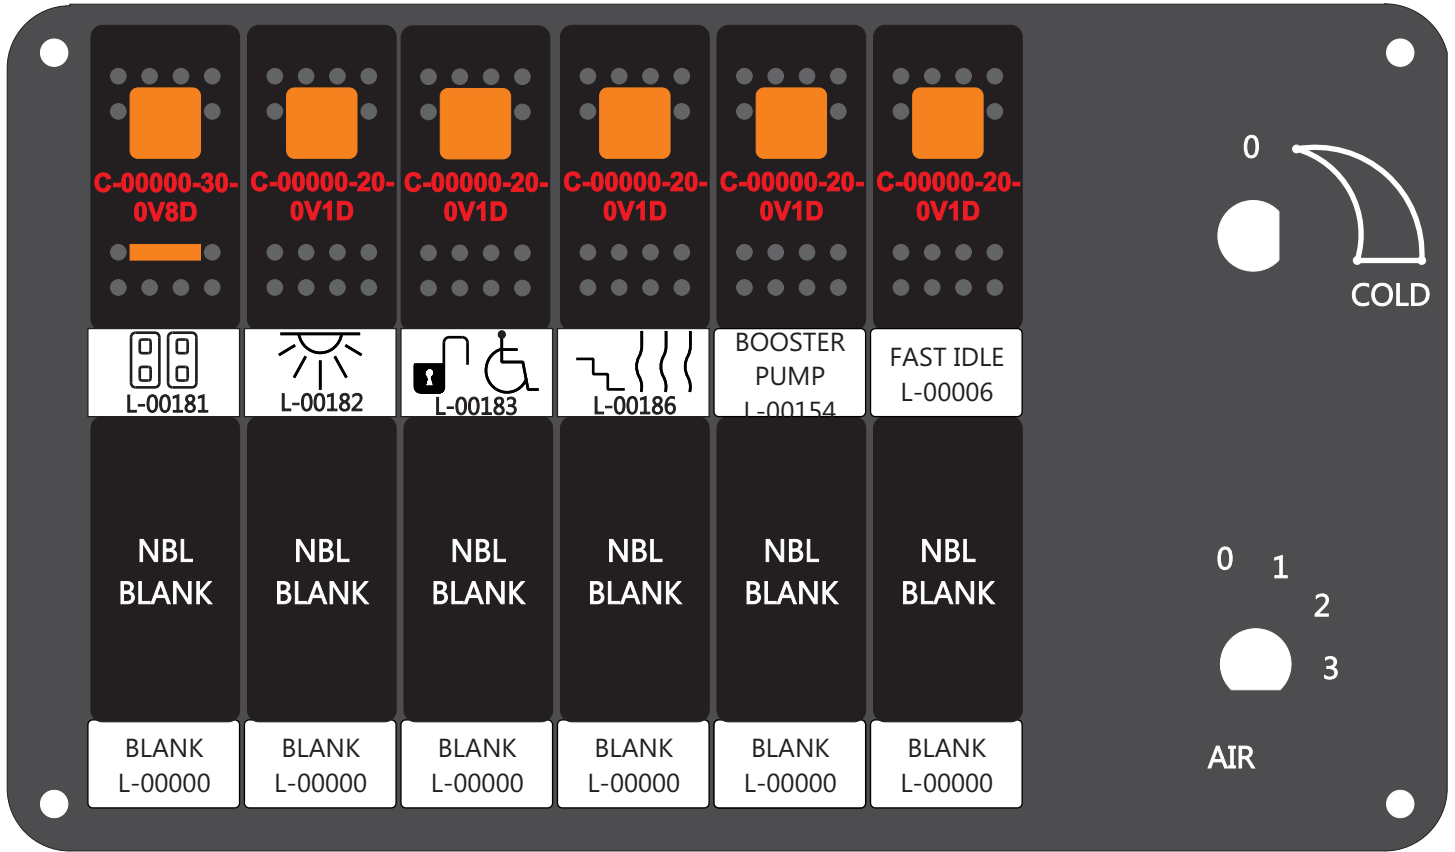 C-00000-30-
0V8D
C-00000-20-
0V1D
C-00000-20-
0V1D
C-00000-20-
0V1D
C-00000-20-
0V1D
C-00000-20-
0V1D
0
COLD
L-00181
L-00182
L-00183
L-00186
BOOSTER
PUMP
L-00154
FAST IDLE
L-00006
NBL
BLANK
NBL
BLANK
NBL
BLANK
NBL
BLANK
NBL
BLANK
NBL
BLANK
0
1
2
3
AIR
BLANK
L-00000
BLANK
L-00000
BLANK
L-00000
BLANK
L-00000
BLANK
L-00000
BLANK
L-00000